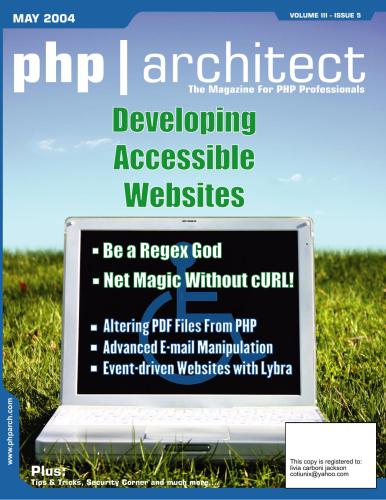 MAY 2004
VOLUME III - ISSUE 5
php | architect
The Magazine For PHP Professionals
Developing
Accessible
Websites
▪ Be a Regex God
▪ Net Magic Without cURL!
▪ Altering PDF Files From PHP
▪ Advanced E-mail Manipulation
▪ Event-driven Websites with Lybra
www.phparch.com
This copy is registered to:
livia carboni jackson
cotiunix@yahoo.com
Plus:
Tips & Tricks, Security Corner and much more...